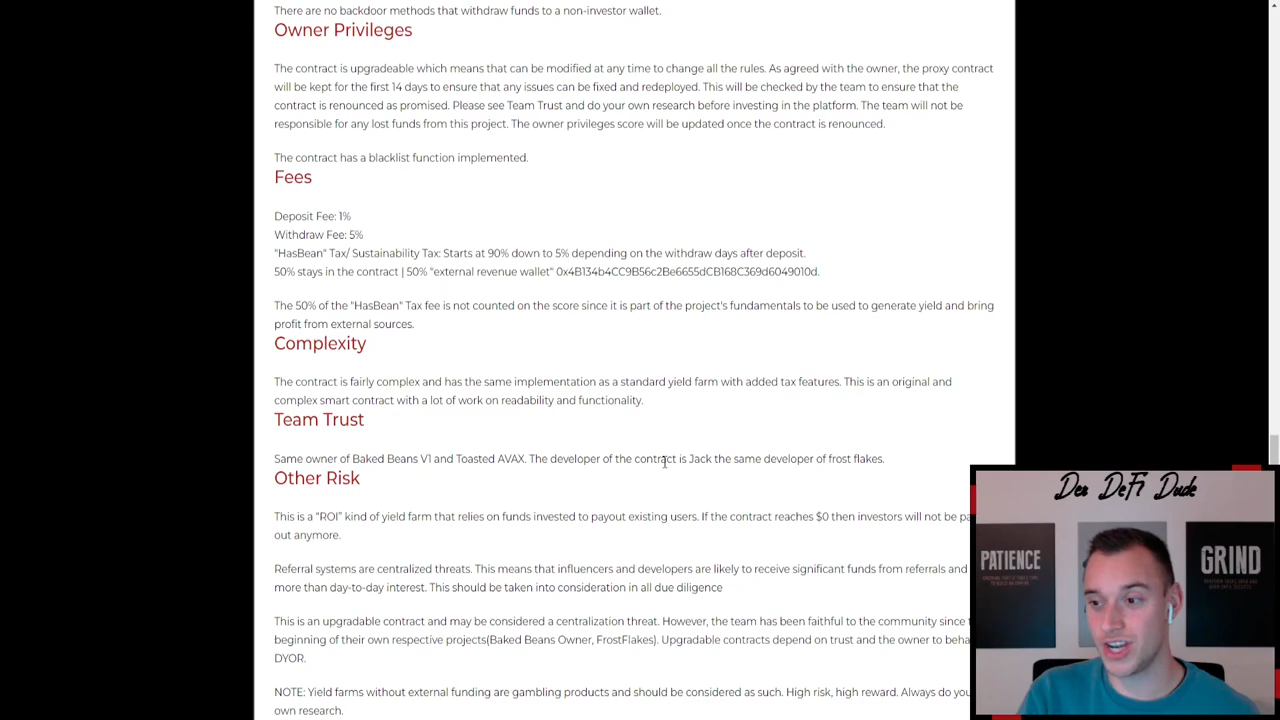 There are no backdoor methods that withdraw funds to a non-investor wallet.
Owner Privileges
The contract is upgradeable which means that can be modified at any time to change all the rules. As agreed with the owner, the proxy contract
will be kept for the first 14 days to ensure that any issues can be fixed and redeployed. This will be checked by the team to ensure that the
contract is renounced as promised. Please see Team Trust and do your own research before investing in the platform. The team will not be
responsible for any lost funds from this project. The owner privileges score will be updated once the contract is renounced.
The contract has a blacklist function implemented.
Fees
Deposit Fee: 1%
Withdraw Fee: 5%
"HasBean" Tax/ Sustainability Tax: Starts at 90% down to 5% depending on the withdraw days after deposit.
50% stays in the contract | 50% "external revenue wallet" 0x4B134b4CC9B56c2Be6655dCB168C369d6049010d.
The 50% of the "HasBean" Tax fee is not counted on the score since it is part of the project's fundamentals to be used to generate yield and bring
profit from external sources.
Complexity
The contract is fairly complex and has the same implementation as a standard yield farm with added tax features. This is an original and
complex smart contract with a lot of work on readability and functionality.
Team Trust
Same owner of Baked Beans V1 and Toasted AVAX. The developer of the contract is Jack the same developer of frost flakes.
Other Risk
This is a "ROI" kind of yield farm that relies on funds invested to payout existing users. If the contract reaches $0 then investors will not be pa
out anymore.
Referral systems are centralized threats. This means that influencers and developers are likely to receive significant funds from referrals and
more than day-to-day interest. This should be taken into consideration in all due diligence
This is an upgradable contract and may be considered a centralization threat. However, the team has been faithful to the community since
beginning of their own respective projects(Baked Beans Owner, FrostFlakes). Upgradable contracts depend on trust and the owner to beha
DYOR.
NOTE: Yield farms without external funding are gambling products and should be considered as such. High risk, high reward. Always do you
own research.
Dev DeFi Dude
PATIENCE
GRIND